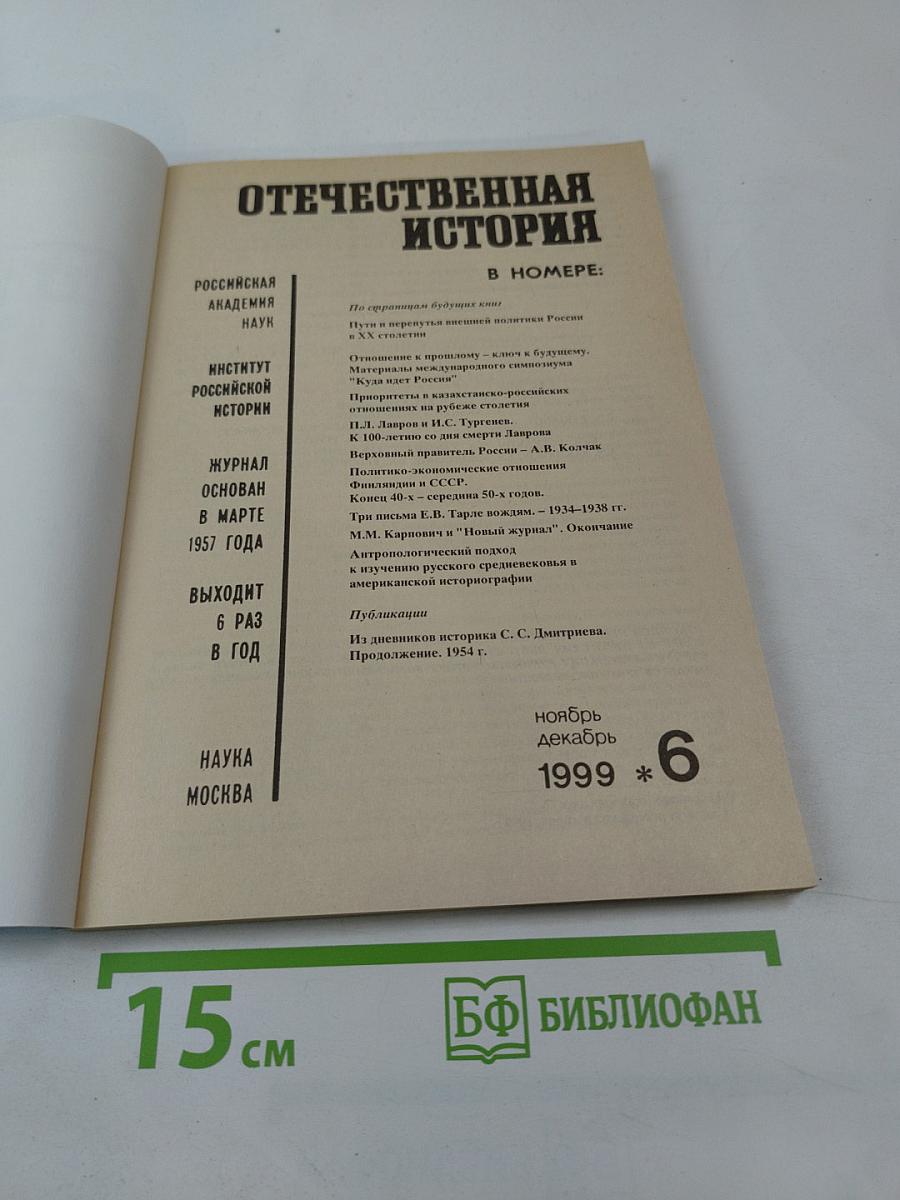 ОТЕЧЕСТВЕННАЯ
ИСТОРИЯ
РОССИЙСКАЯ
АКАДЕМИЯ
НАУК
ИНСТИТУТ
РОССИЙСКОЙ
ИСТОРИИ
ЖУРНАЛ
ОСНОВАН
В МАРТЕ
1957 ГОДА
ВЫХОДИТ
6 РАЗ
В ГОД
НАУКА
МОСКВА
В НОМЕРЕ:
По страницам будущих книг
Пути и перепутья внешней политики России
в XX столетии
Отношение к прошлому – ключ к будущему.
Материалы международного симпозиума
"Куда идет Россия"
Приоритеты в казахстанско-российских
отношениях на рубеже столетия
П.Л. Лавров и И.С. Тургенев.
К 100-летию со дня смерти Лаврова
Верховный правитель России – А.В. Колчак
Политико-экономические отношения
Финляндии и СССР.
Конец 40-х – середина 50-х годов.
Три письма Е.В. Тарле вождям. – 1934–1938 гг.
М.М. Карпович и "Новый журнал". Окончание
Антропологический подход
к изучению русского средневековья в
американской историографии
Публикации
Из дневников историка С. С. Дмитриева.
Продолжение. 1954 г.
ноябрь
декабрь
1999 *6
15 см
БФ БИБЛИОФАН